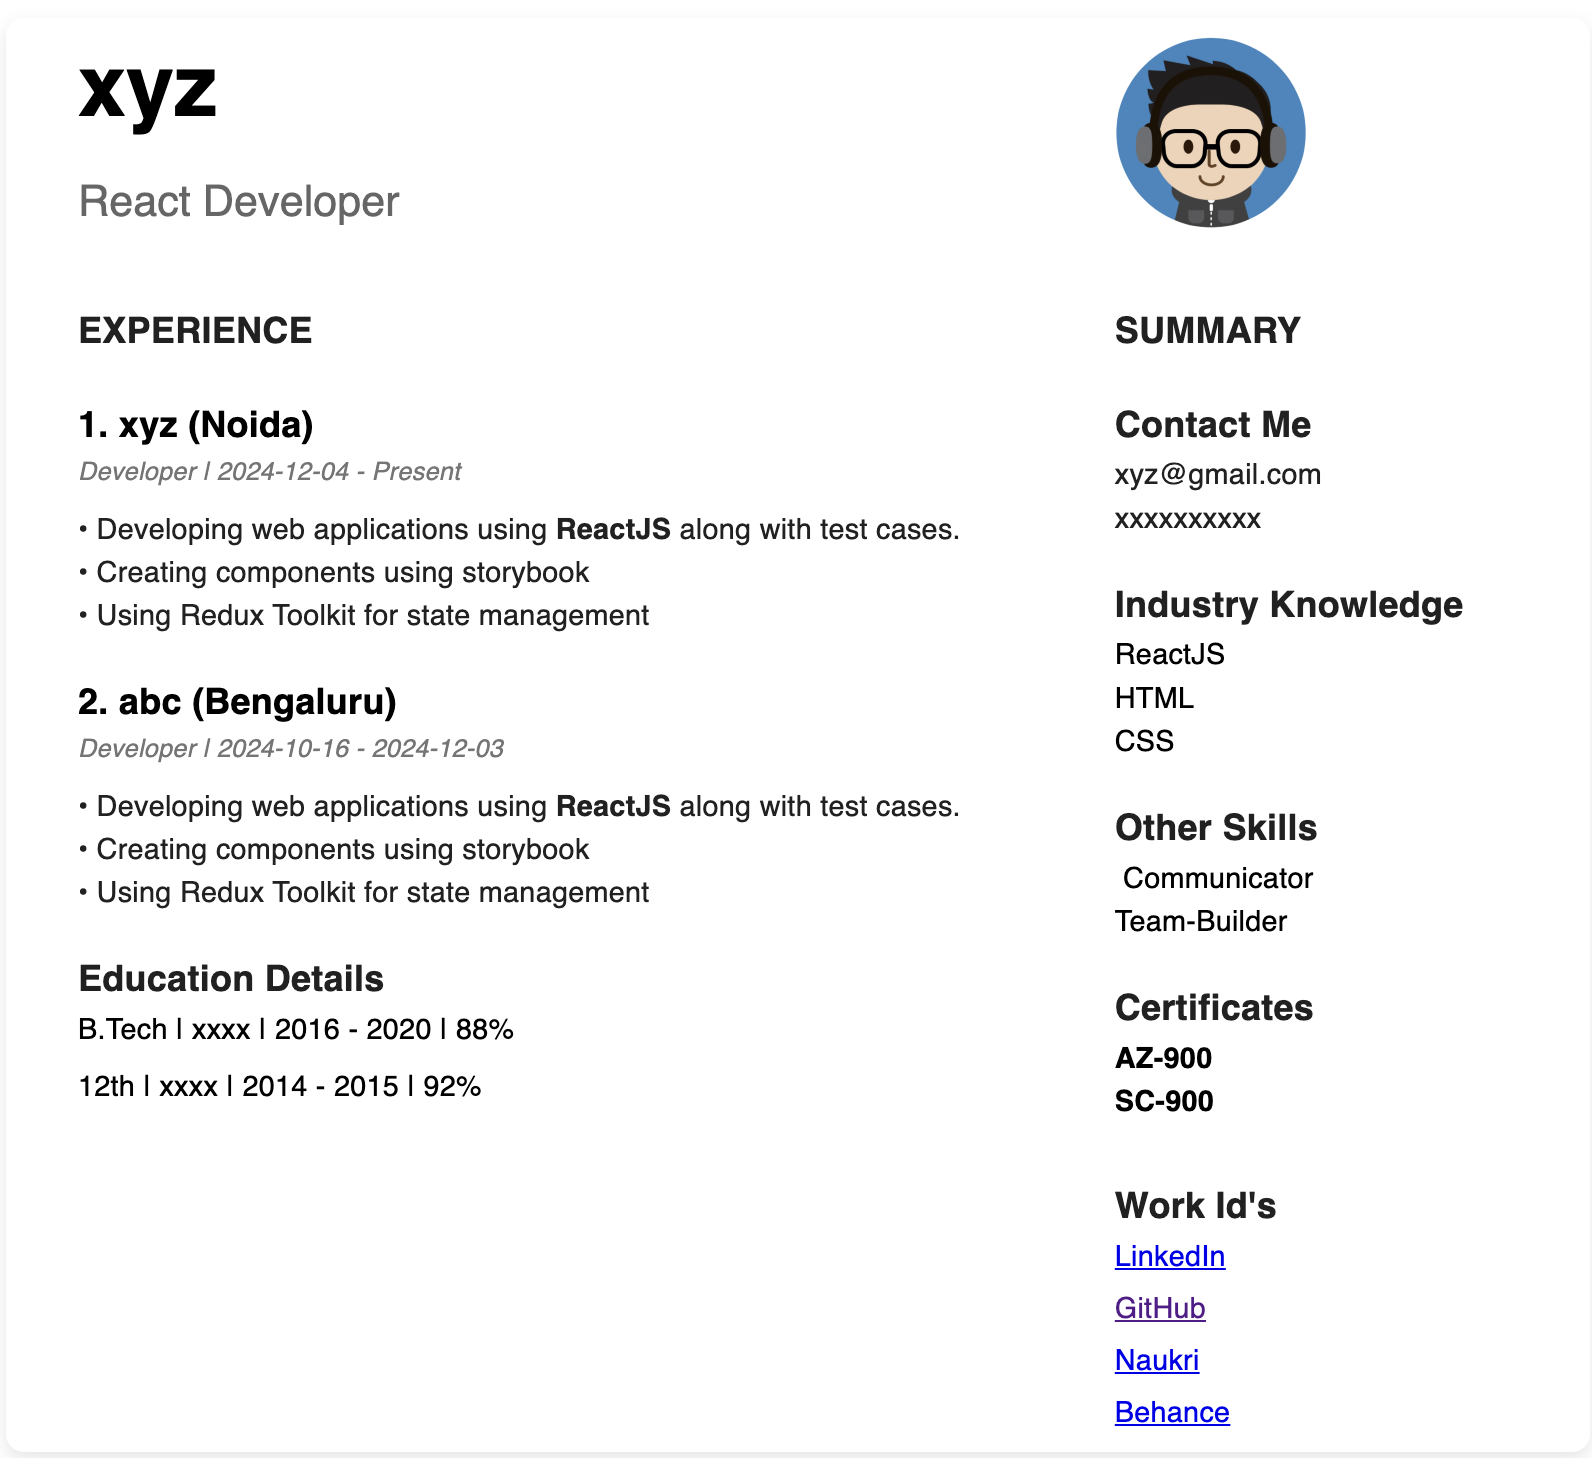 xyz
React Developer
EXPERIENCE
1. xyz (Noida)
Developer | 2024-12-04 - Present
• Developing web applications using ReactJS along with test cases.
• Creating components using storybook
• Using Redux Toolkit for state management
2. abc (Bengaluru)
Developer | 2024-10-16 - 2024-12-03
• Developing web applications using ReactJS along with test cases.
• Creating components using storybook
• Using Redux Toolkit for state management
Education Details
B.Tech | xxxx | 2016 - 2020 | 88%
12th | xxxx | 2014 - 2015 | 92%
SUMMARY
Contact Me
xyz@gmail.com
xxxxxxxxxx
Industry Knowledge
ReactJS
HTML
CSS
Other Skills
Communicator
Team-Builder
Certificates
AZ-900
SC-900
Work Id's
LinkedIn
GitHub
Naukri
Behance